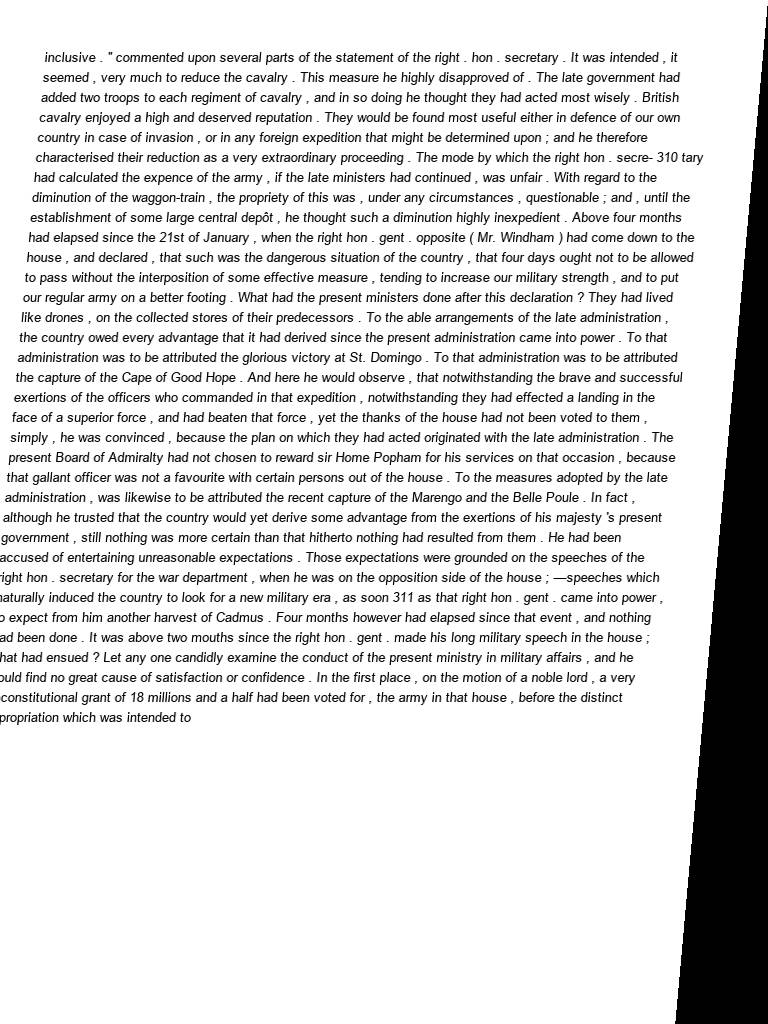 inclusive . " commented upon several parts of the statement of the right . hon . secretary . It was intended , it
seemed , very much to reduce the cavalry . This measure he highly disapproved of . The late government had
added two troops to each regiment of cavalry , and in so doing he thought they had acted most wisely . British
cavalry enjoyed a high and deserved reputation . They would be found most useful either in defence of our own
country in case of invasion , or in any foreign expedition that might be determined upon ; and he therefore
characterised their reduction as a very extraordinary proceeding . The mode by which the right hon . secre- 310 tary
had calculated the expence of the army , if the late ministers had continued , was unfair . With regard to the
diminution of the waggon-train , the propriety of this was , under any circumstances , questionable ; and , until the
establishment of some large central depôt , he thought such a diminution highly inexpedient . Above four months
had elapsed since the 21st of January , when the right hon . gent . opposite ( Mr. Windham ) had come down to the
house , and declared , that such was the dangerous situation of the country , that four days ought not to be allowed
to pass without the interposition of some effective measure , tending to increase our military strength , and to put
our regular army on a better footing . What had the present ministers done after this declaration ? They had lived
like drones , on the collected stores of their predecessors . To the able arrangements of the late administration ,
the country owed every advantage that it had derived since the present administration came into power . To that
administration was to be attributed the glorious victory at St. Domingo . To that administration was to be attributed
the capture of the Cape of Good Hope . And here he would observe , that notwithstanding the brave and successful
exertions of the officers who commanded in that expedition , notwithstanding they had effected a landing in the
face of a superior force , and had beaten that force , yet the thanks of the house had not been voted to them ,
simply , he was convinced , because the plan on which they had acted originated with the late administration . The
present Board of Admiralty had not chosen to reward sir Home Popham for his services on that occasion , because
that gallant officer was not a favourite with certain persons out of the house . To the measures adopted by the late
administration , was likewise to be attributed the recent capture of the Marengo and the Belle Poule . In fact ,
although he trusted that the country would yet derive some advantage from the exertions of his majesty 's present
government , still nothing was more certain than that hitherto nothing had resulted from them . He had been
accused of entertaining unreasonable expectations . Those expectations were grounded on the speeches of the
right hon . secretary for the war department , when he was on the opposition side of the house ; —speeches which
naturally induced the country to look for a new military era , as soon 311 as that right hon . gent . came into power ,
o expect from him another harvest of Cadmus . Four months however had elapsed since that event , and nothing
ad been done . It was above two mouths since the right hon . gent . made his long military speech in the house ;
hat had ensued ? Let any one candidly examine the conduct of the present ministry in military affairs , and he
ould find no great cause of satisfaction or confidence . In the first place , on the motion of a noble lord , a very
constitutional grant of 18 millions and a half had been voted for , the army in that house , before the distinct
propriation which was intended to